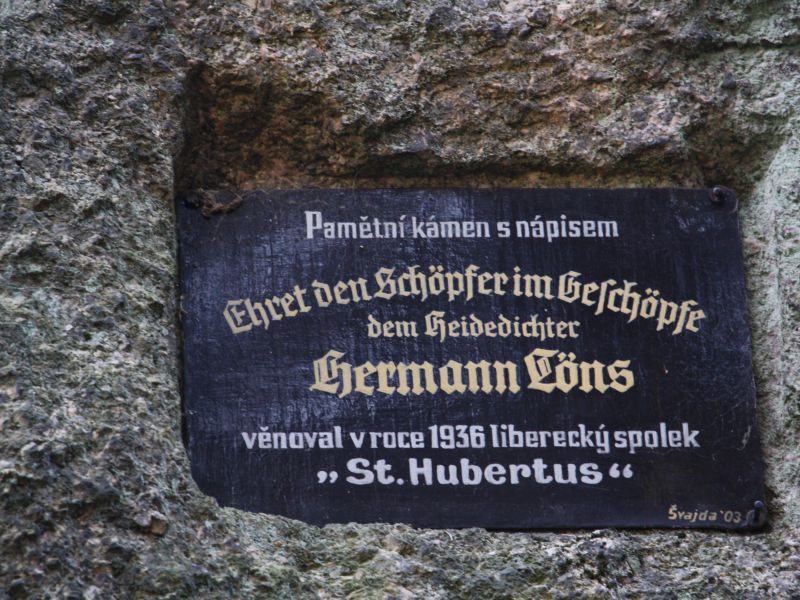 Pamětní kámen s nápisem
Ehret den Schöpfer im Geſchöpfe
dem Heidedichter
Hermann Löns
věnoval v roce 1936 liberecký spolek
„St. Hubertus“
Švajda '03